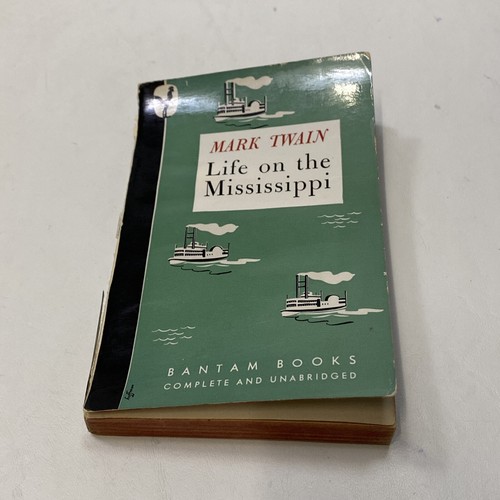 MARK TWAIN
Life on the
Mississippi
BANTAM BOOKS
COMPLETE AND UNABRIDGED